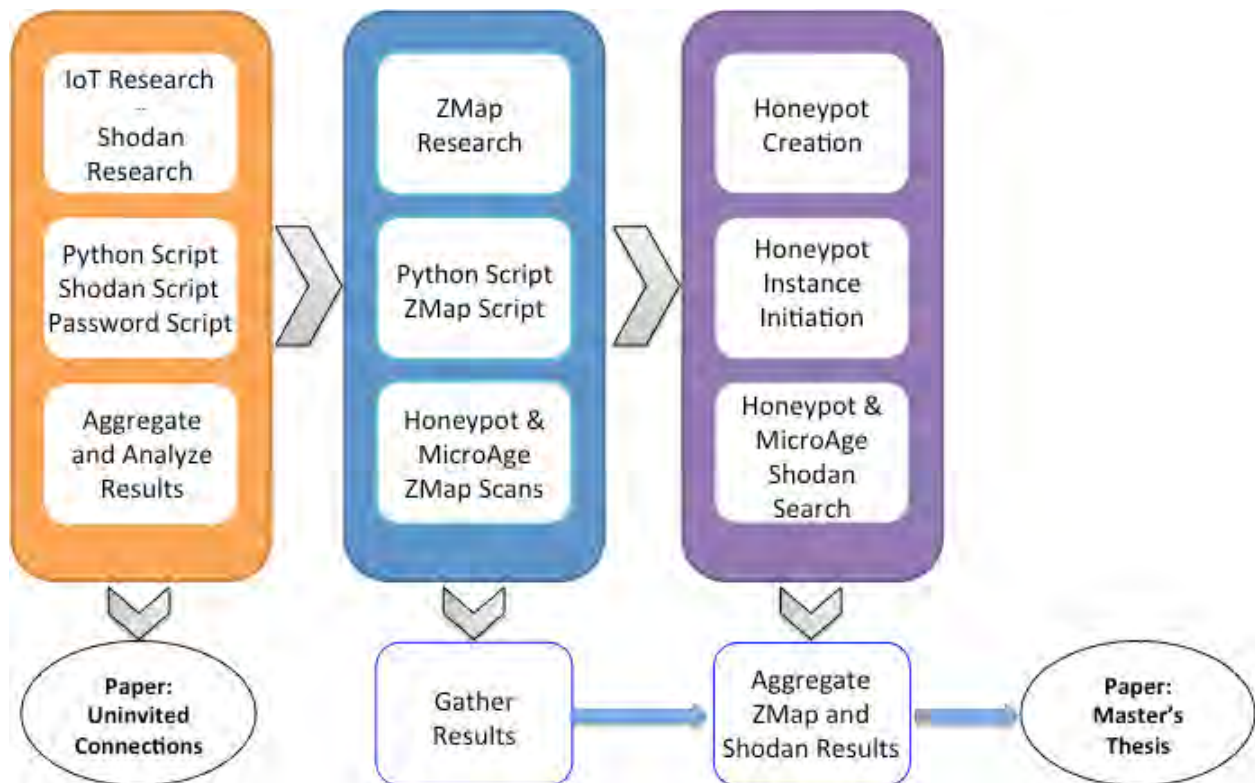 IoT Research
–
Shodan
Research
Python Script
Shodan Script
Password Script
Aggregate
and Analyze
Results
ZMap
Research
Python Script
ZMap Script
Honeypot &
MicroAge
ZMap Scans
Honeypot
Creation
Honeypot
Instance
Initiation
Honeypot &
MicroAge
Shodan
Search
Paper:
Uninvited
Connections
Gather
Results
Aggregate
ZMap and
Shodan Results
Paper:
Master's
Thesis